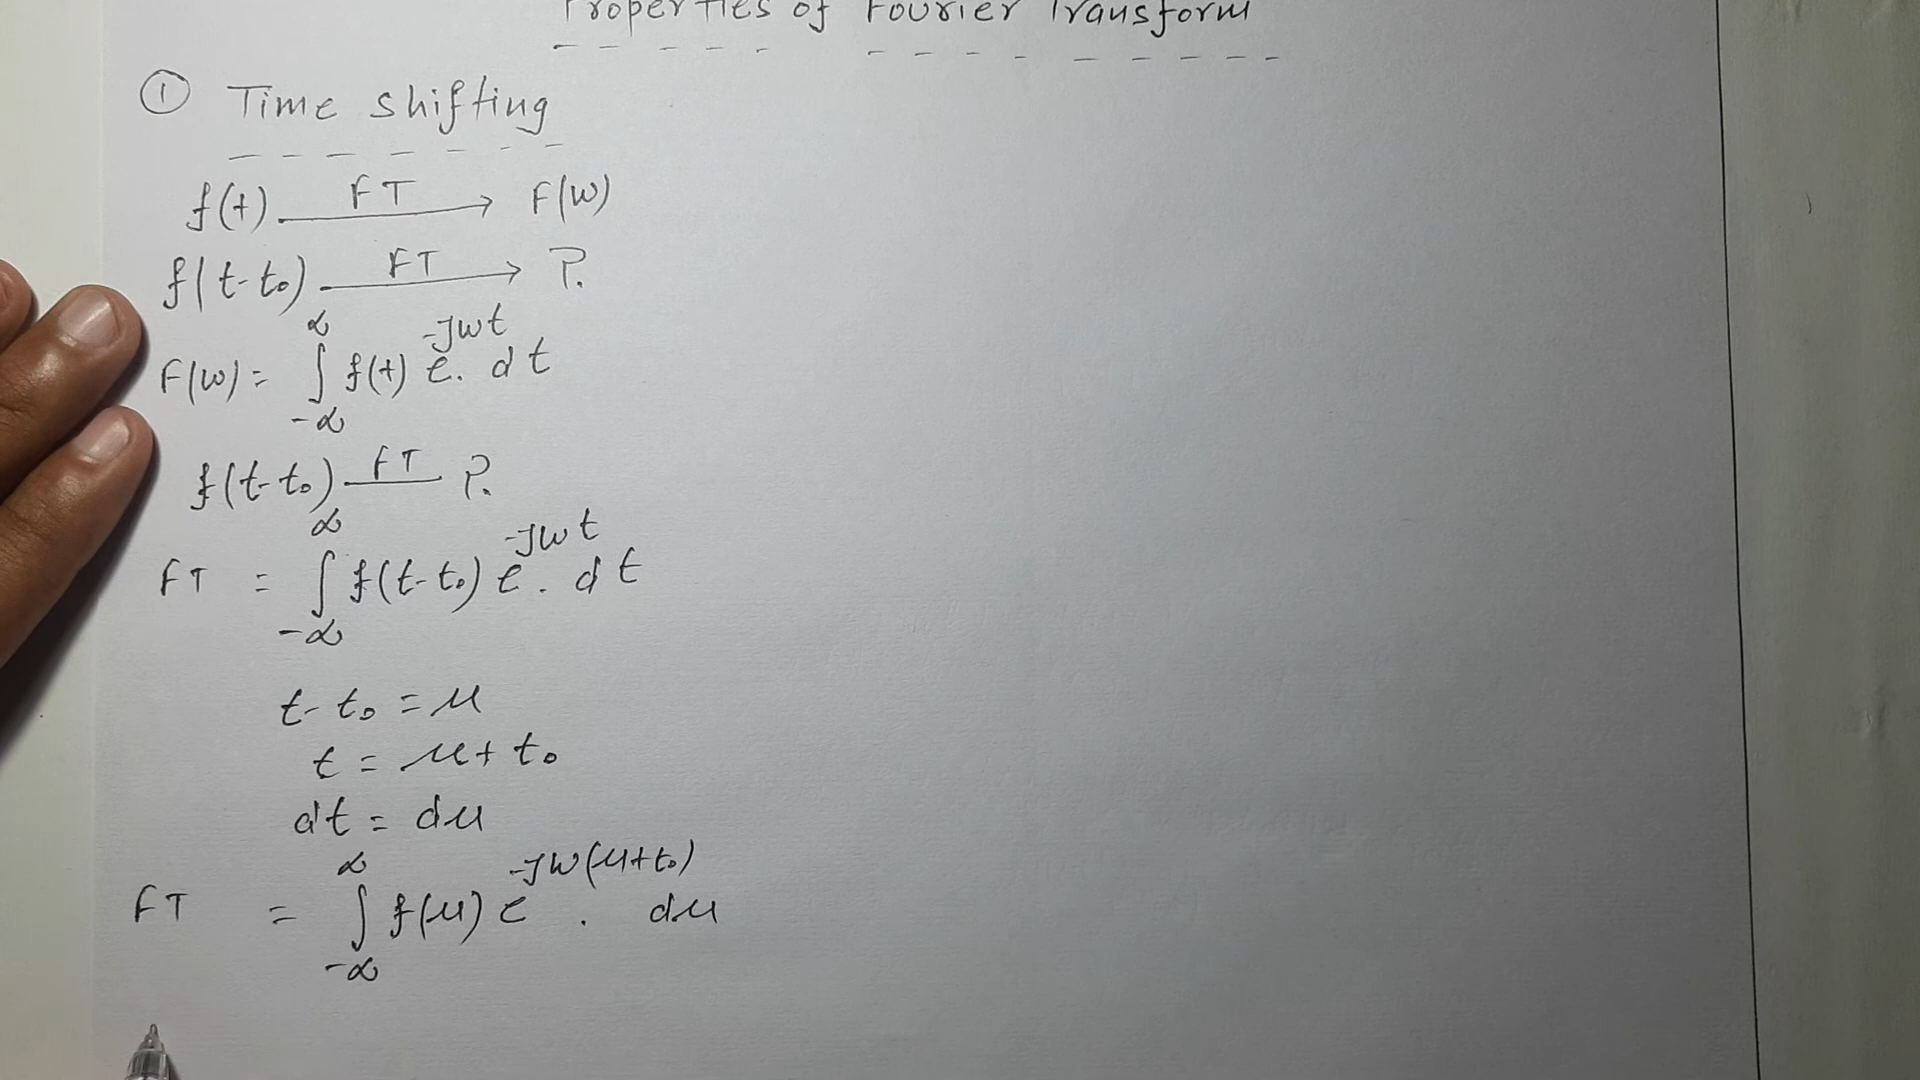 Properties of Fourier Transform
① Time shifting
f(t) FT → F(w)
f(t-t₀) FT → ?
F(w) = ∫_{-∞}^{∞} f(t) e^{-jwt}. dt
f(t-t₀) FT ?
FT = ∫_{-∞}^{∞} f(t-t₀) e^{-jwt}. dt
t-t₀ = u
t = u+t₀
dt = du
FT = ∫_{-∞}^{∞} f(u) e^{-jw(u+t₀)}. du